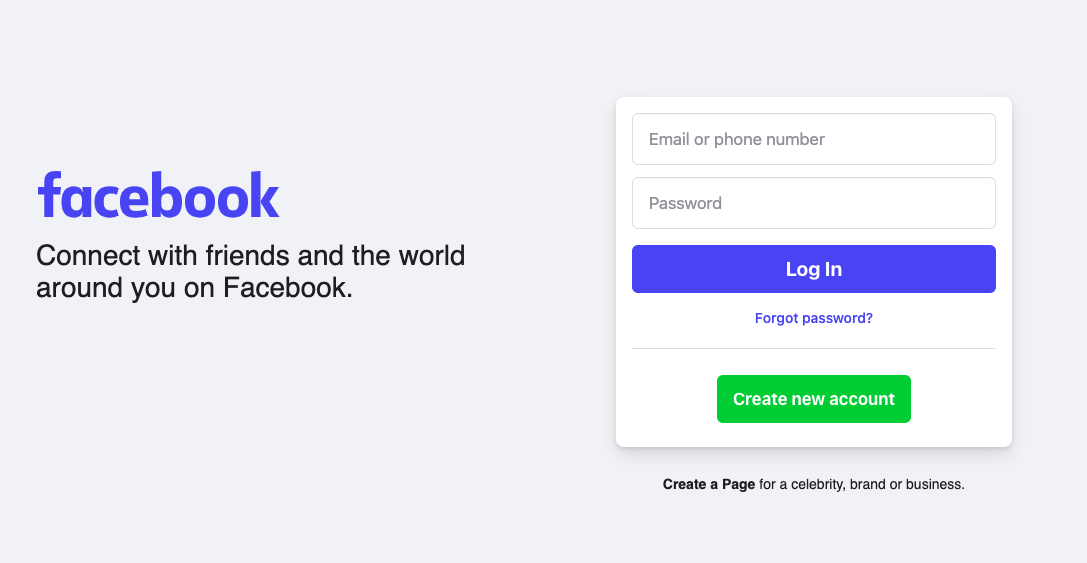 facebook
Connect with friends and the world
around you on Facebook.
Email or phone number
Password
Log In
Forgot password?
Create new account
Create a Page for a celebrity, brand or business.